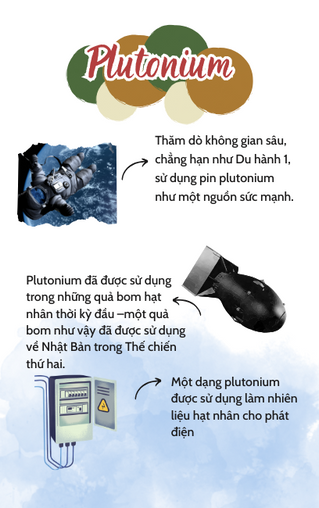 Plutonium
Thăm dò không gian sâu,
chẳng hạn như Du hành 1,
sử dụng pin plutonium
như một nguồn sức mạnh.
Plutonium đã được sử dụng
trong những quả bom hạt
nhân thời kỳ đầu –một quả
bom như vậy đã được sử dụng
về Nhật Bản trong Thế chiến
thứ hai.
Một dạng plutonium
được sử dụng làm nhiên
liệu hạt nhân cho phát
điện